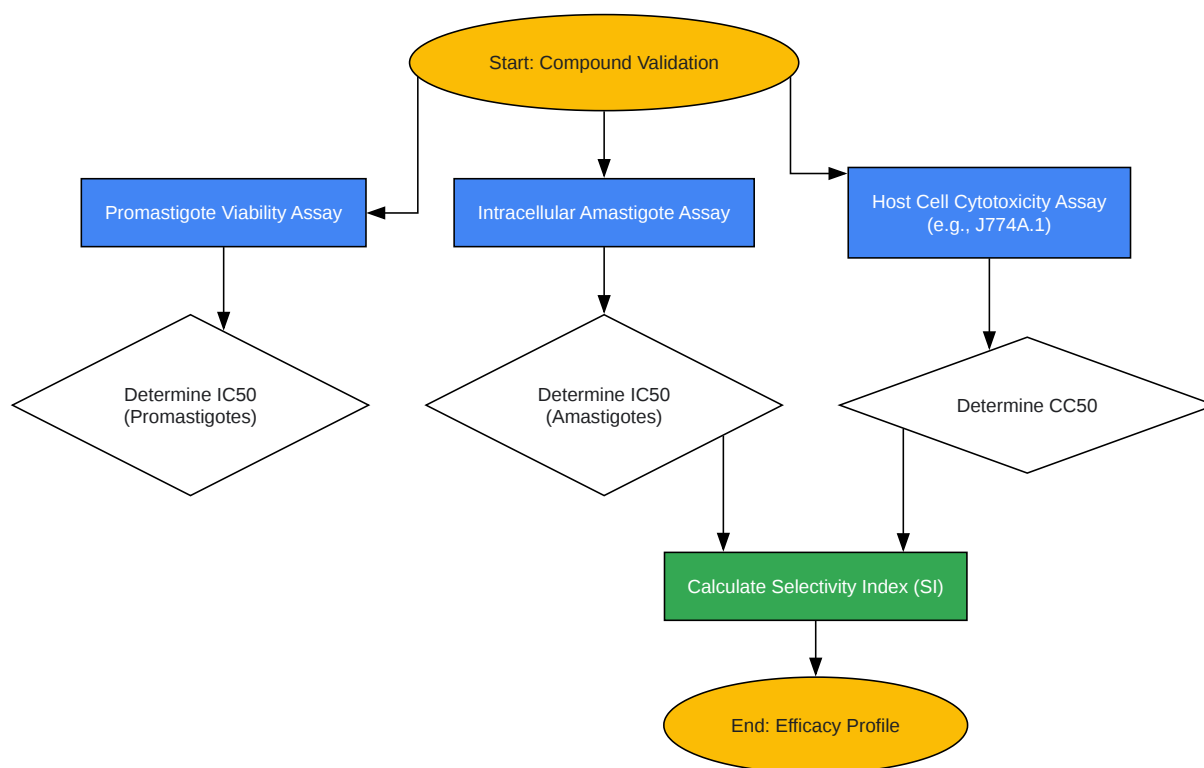 Start: Compound Validation
Promastigote Viability Assay
Intracellular Amastigote Assay
Host Cell Cytotoxicity Assay
(e.g., J774A.1)
Determine IC50
(Promastigotes)
Determine IC50
(Amastigotes)
Determine CC50
Calculate Selectivity Index (SI)
End: Efficacy Profile